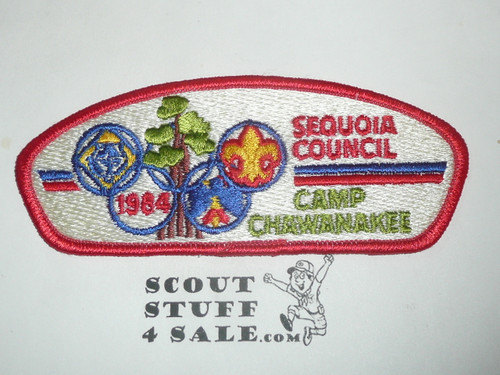 SEQUOIA
COUNCIL
1984
CAMP
CHAWANAKEE
SCOUT
STUFF
4 SALE.COM